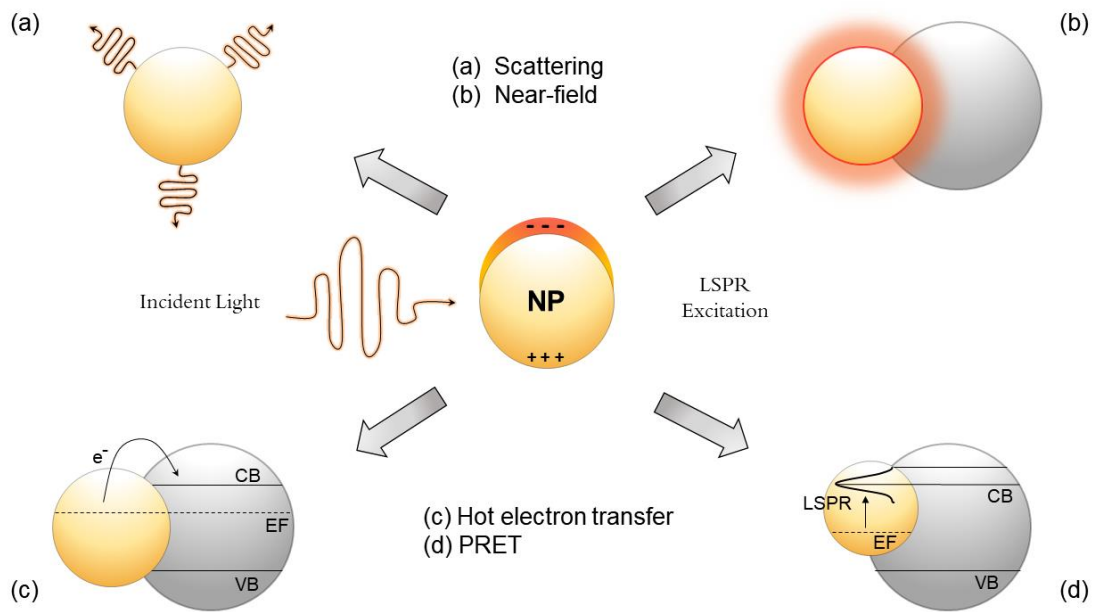 (a)
(b)
(a) Scattering
(b) Near-field
- - -
NP
+ + +
Incident Light
LSPR
Excitation
e-
CB
EF
VB
(c)
(c) Hot electron transfer
(d) PRET
LSPR
CB
EF
VB
(d)